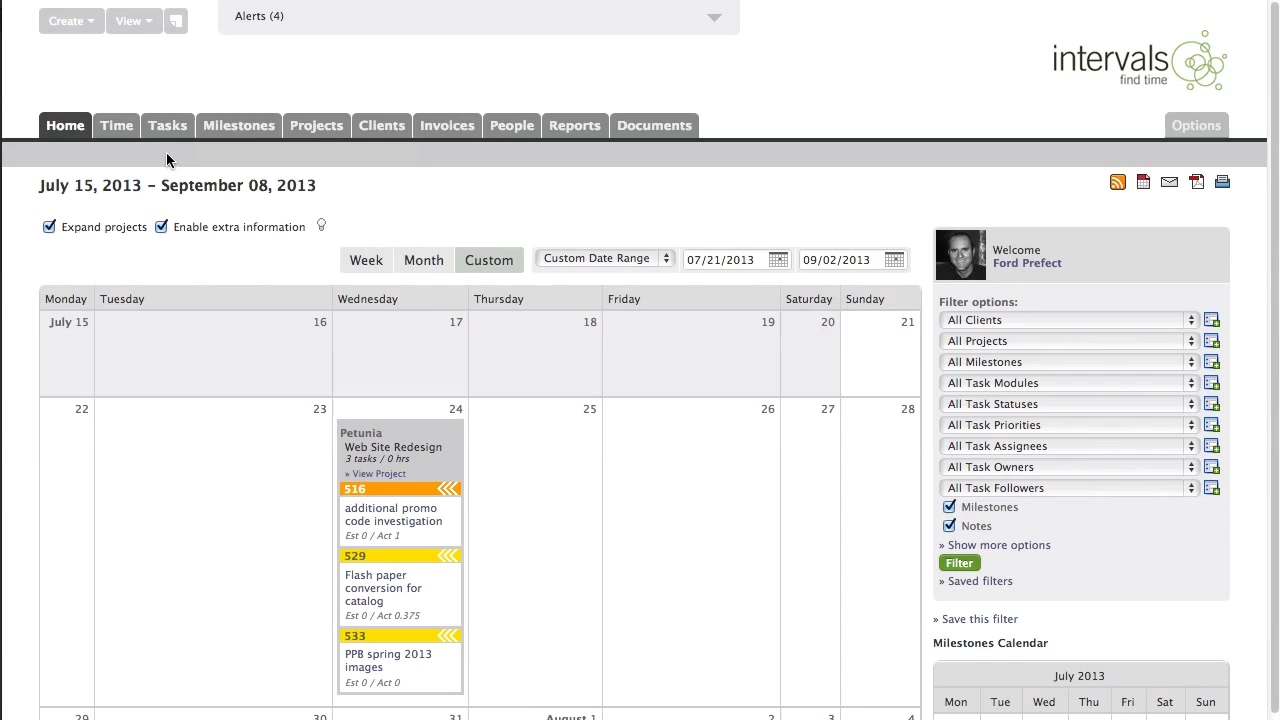 Create View
Alerts (4)
intervals
find time
Home Time Tasks Milestones Projects Clients Invoices People Reports Documents Options
July 15, 2013 – September 08, 2013
Expand projects Enable extra information
Week Month Custom Custom Date Range 07/21/2013 09/02/2013
Monday Tuesday Wednesday Thursday Friday Saturday Sunday
July 15 16 17 18 19 20 21
22 23 24 25 26 27 28
Petunia
Web Site Redesign
3 tasks / 0 hrs
» View Project
516
additional promo
code investigation
Est 0 / Act 1
529
Flash paper
conversion for
catalog
Est 0 / Act 0.375
533
PPB spring 2013
images
Est 0 / Act 0
29 30 31 August 1 2 3 4
Welcome
Ford Prefect
Filter options:
All Clients
All Projects
All Milestones
All Task Modules
All Task Statuses
All Task Priorities
All Task Assignees
All Task Owners
All Task Followers
Milestones
Notes
» Show more options
Filter
» Saved filters
» Save this filter
Milestones Calendar
July 2013
Mon Tue Wed Thu Fri Sat Sun